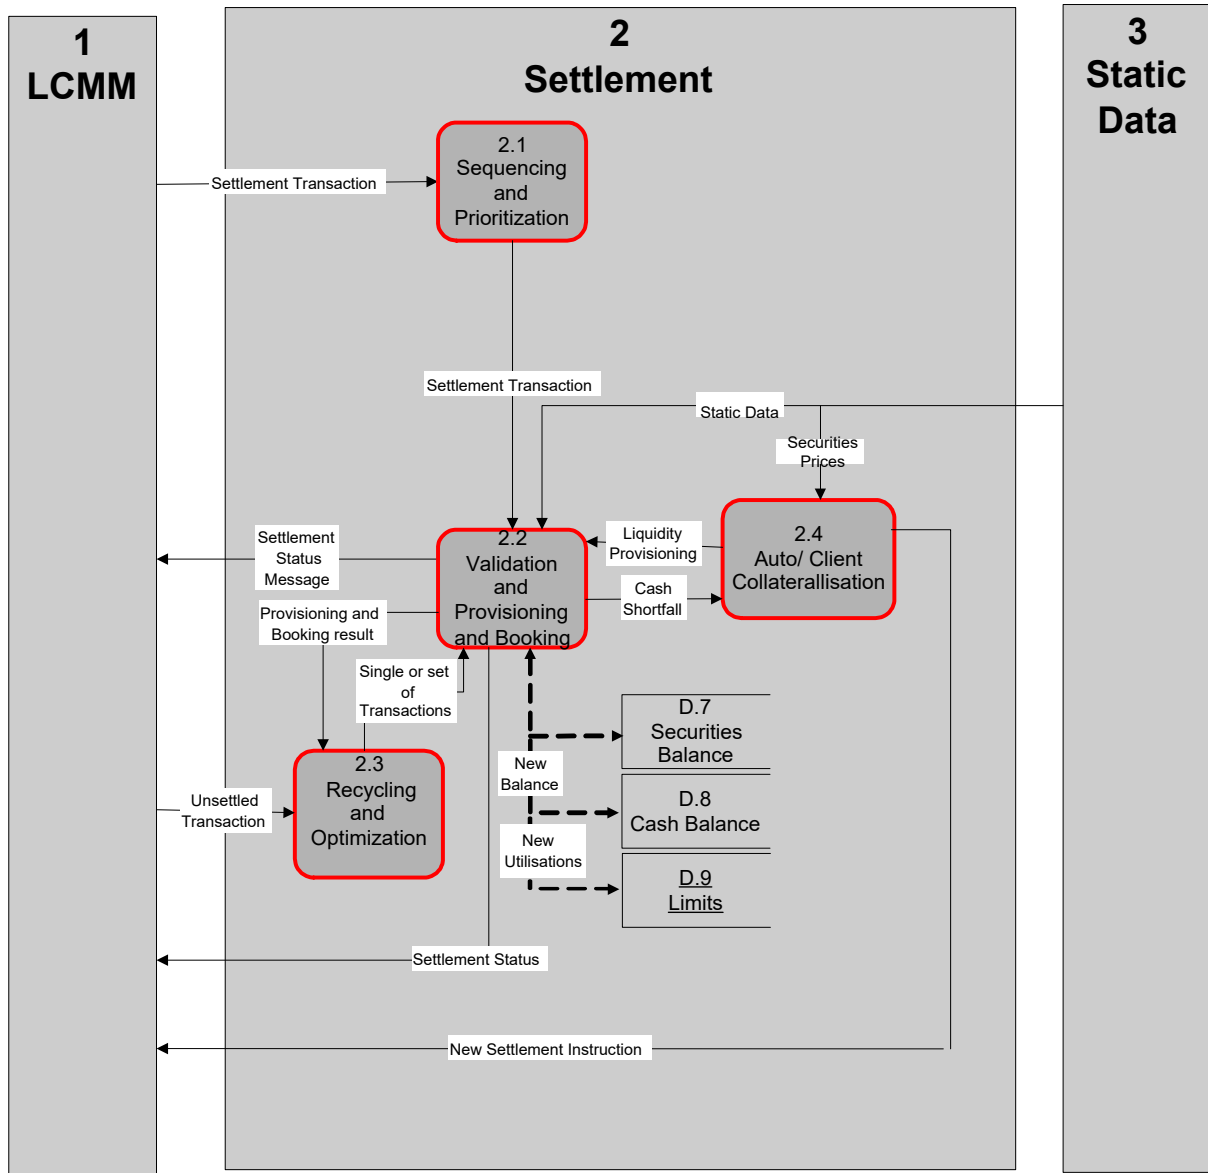 1
LCMM
2
Settlement
3
Static
Data
2.1
Sequencing
and
Prioritization
Settlement Transaction
Settlement Transaction
Static Data
Securities
Prices
Settlement
Status
Message
2.2
Validation
and
Provisioning
and Booking
Liquidity
Provisioning
2.4
Auto/ Client
Collaterallisation
Cash
Shortfall
Provisioning and
Booking result
Single or set
of
Transactions
D.7
Securities
Balance
New
Balance
2.3
Recycling
and
Optimization
Unsettled
Transaction
D.8
Cash Balance
New
Utilisations
D.9
Limits
Settlement Status
New Settlement Instruction